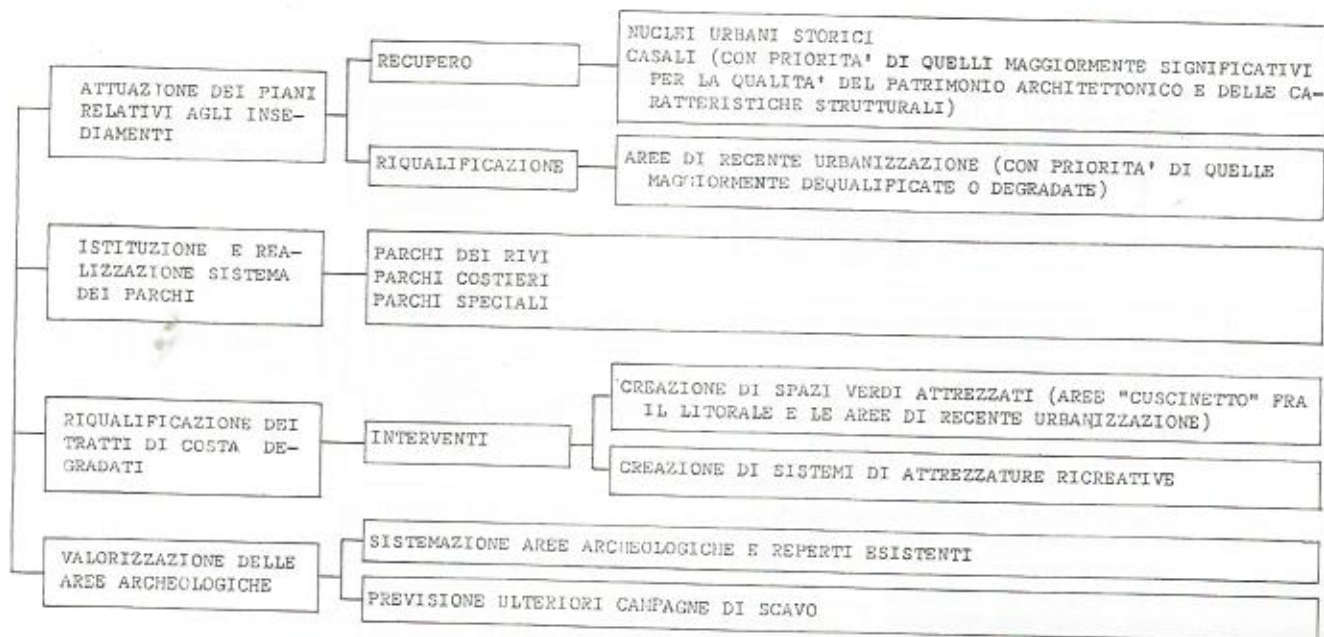 ATTUAZIONE DEI PIANI
RELATIVI AGLI INSE-
DIAMENTI
RECUPERO
NUCLEI URBANI STORICI
CASALI (CON PRIORITA' DI QUELLI MAGGIORMENTE SIGNIFICATIVI
PER LA QUALITA' DEL PATRIMONIO ARCHITETTONICO E DELLE CA-
RATTERISTICHE STRUTTURALI)
RIQUALIFICAZIONE
AREE DI RECENTE URBANIZZAZIONE (CON PRIORITA' DI QUELLE
MAGGIORMENTE DEQUALIFICATE O DEGRADATE)
ISTITUZIONE E REA-
LIZZAZIONE SISTEMA
DEI PARCHI
PARCHI DEI RIVI
PARCHI COSTIERI
PARCHI SPECIALI
RIQUALIFICAZIONE DEI
TRATTI DI COSTA DE-
GRADATI
INTERVENTI
CREAZIONE DI SPAZI VERDI ATTREZZATI (AREE "CUSCINETTO" FRA
IL LITORALE E LE AREE DI RECENTE URBANIZZAZIONE)
CREAZIONE DI SISTEMI DI ATTREZZATURE RICREATIVE
VALORIZZAZIONE DELLE
AREE ARCHEOLOGICHE
SISTEMAZIONE AREE ARCHEOLOGICHE E REPERTI ESISTENTI
PREVISIONE ULTERIORI CAMPAGNE DI SCAVO